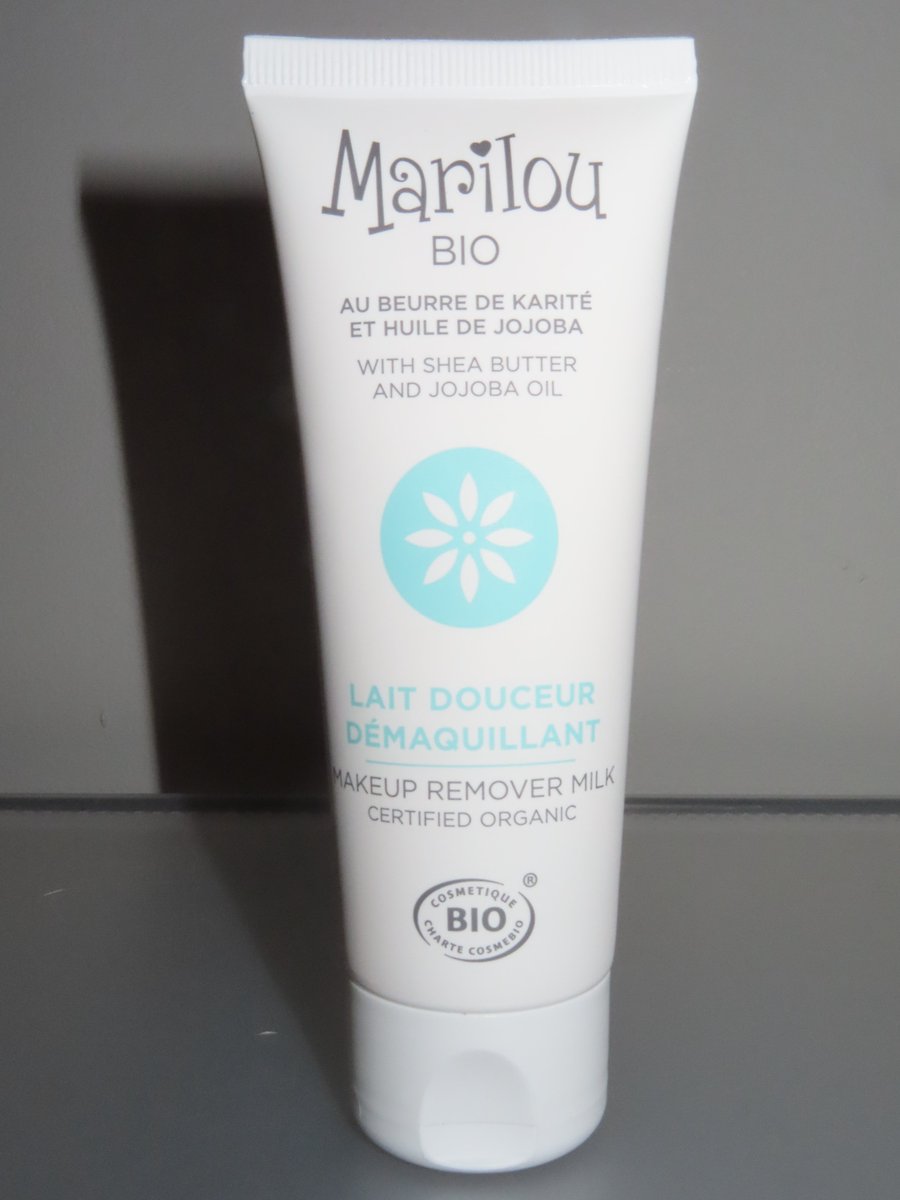 Marilou
BIO
AU BEURRE DE KARITÉ
ET HUILE DE JOJOBA
WITH SHEA BUTTER
AND JOJOBA OIL
LAIT DOUCEUR
DÉMAQUILLANT
MAKEUP REMOVER MILK
CERTIFIED ORGANIC
COSMETIQUE ®
BIO
CHARTE COSMEBIO